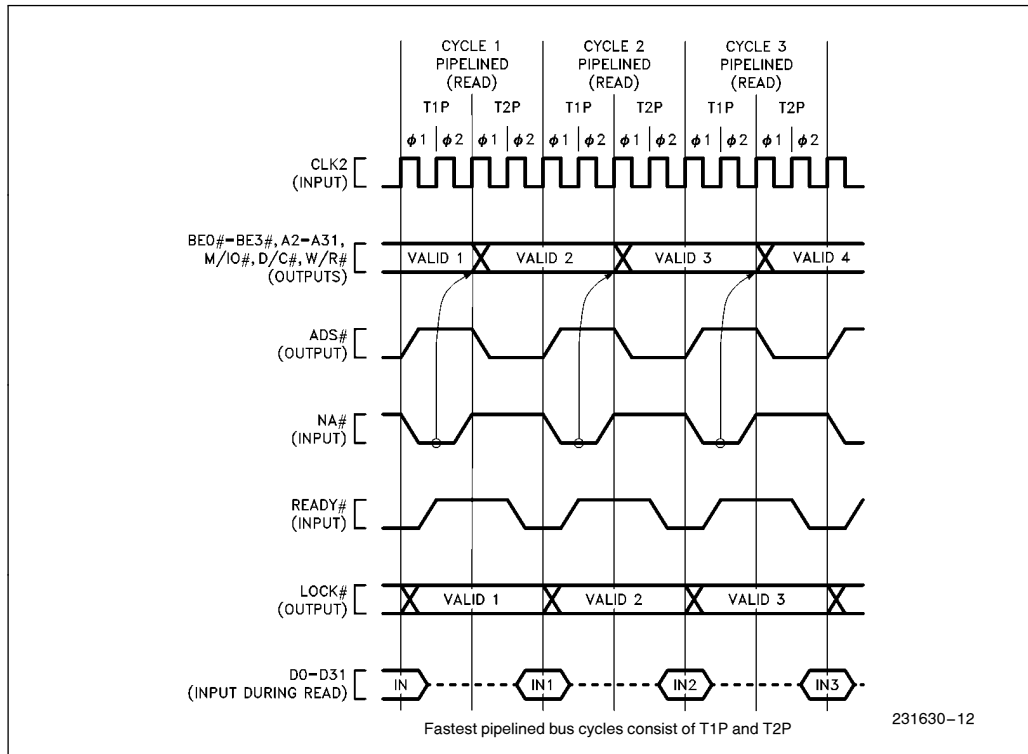 CYCLE 1 CYCLE 2 CYCLE 3
PIPELINED PIPELINED PIPELINED
(READ) (READ) (READ)
T1P T2P T1P T2P T1P T2P
φ1 φ2 φ1 φ2 φ1 φ2 φ1 φ2 φ1 φ2 φ1 φ2
CLK2
(INPUT)
BE0#-BE3#, A2-A31,
M/IO#, D/C#, W/R#
(OUTPUTS)
VALID 1 VALID 2 VALID 3 VALID 4
ADS#
(OUTPUT)
NA#
(INPUT)
READY#
(INPUT)
LOCK#
(OUTPUT)
VALID 1 VALID 2 VALID 3
D0-D31
(INPUT DURING READ)
IN IN1 IN2 IN3
Fastest pipelined bus cycles consist of T1P and T2P
231630-12